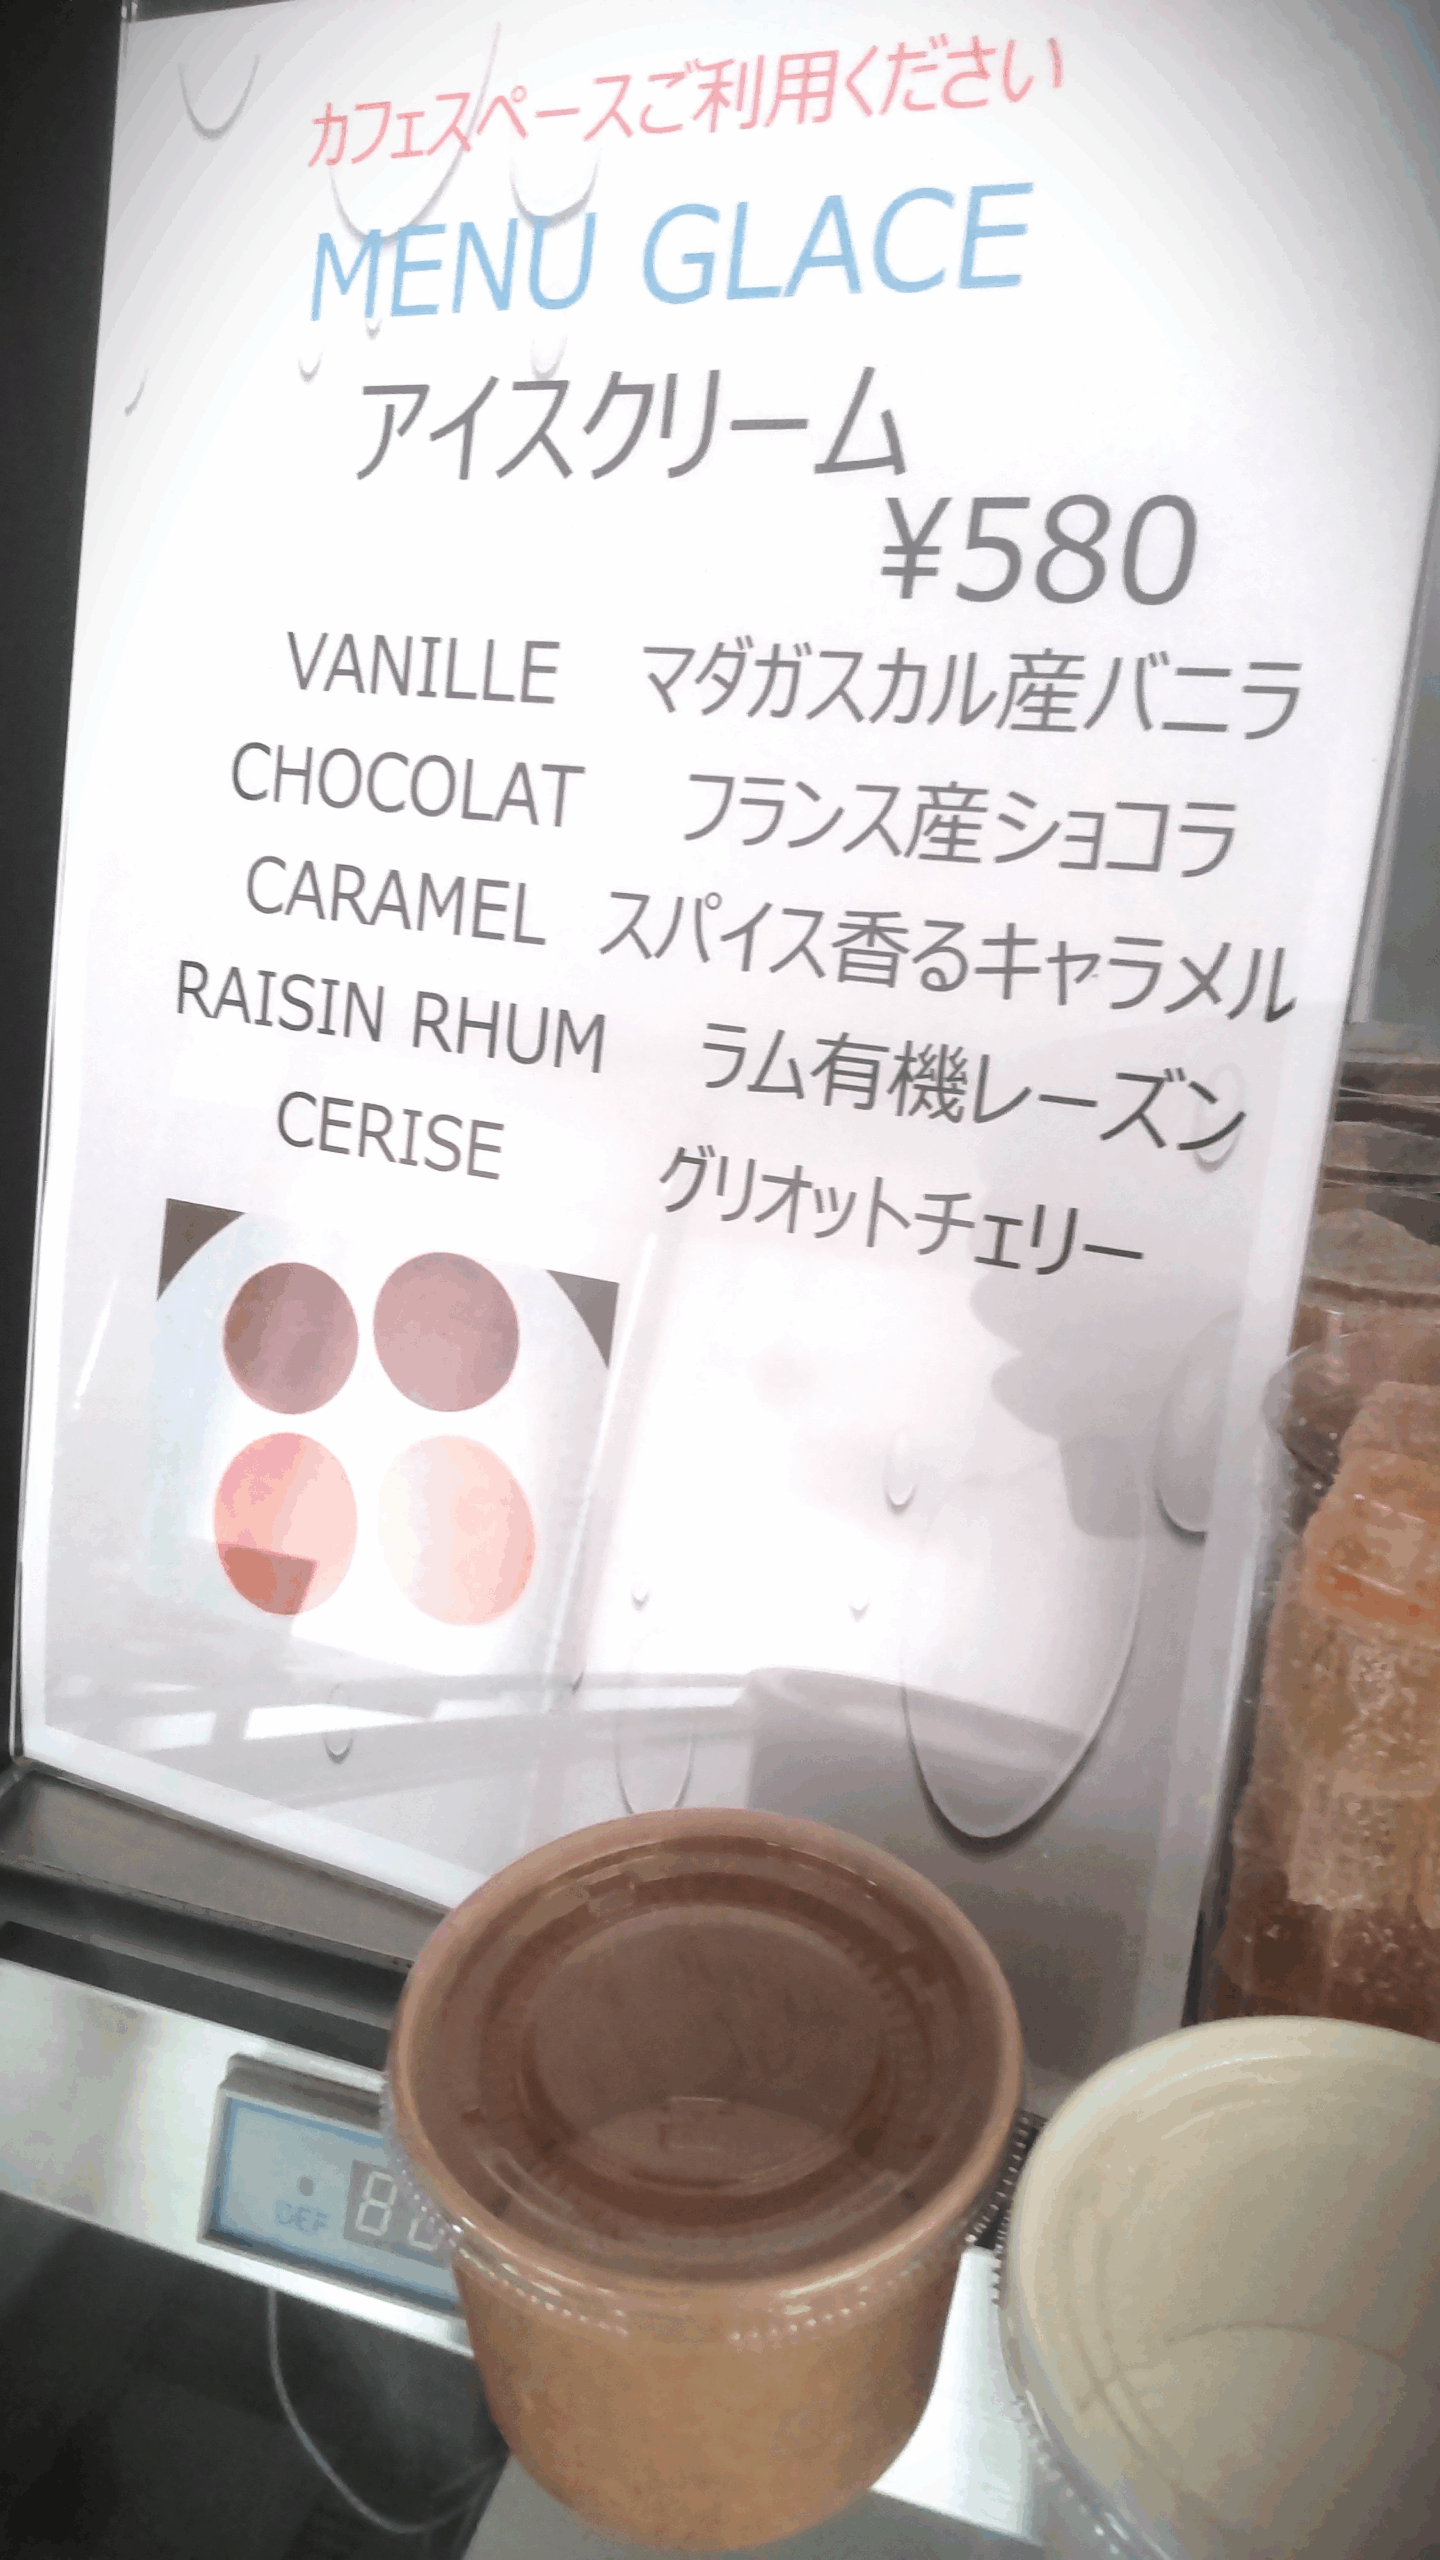 カフェスペースご利用ください
MENU GLACE
アイスクリーム
¥580
VANILLE マダガスカル産バニラ
CHOCOLAT フランス産ショコラ
CARAMEL スパイス香るキャラメル
RAISIN RHUM ラム有機レーズン
CERISE グリオットチェリー
DEF